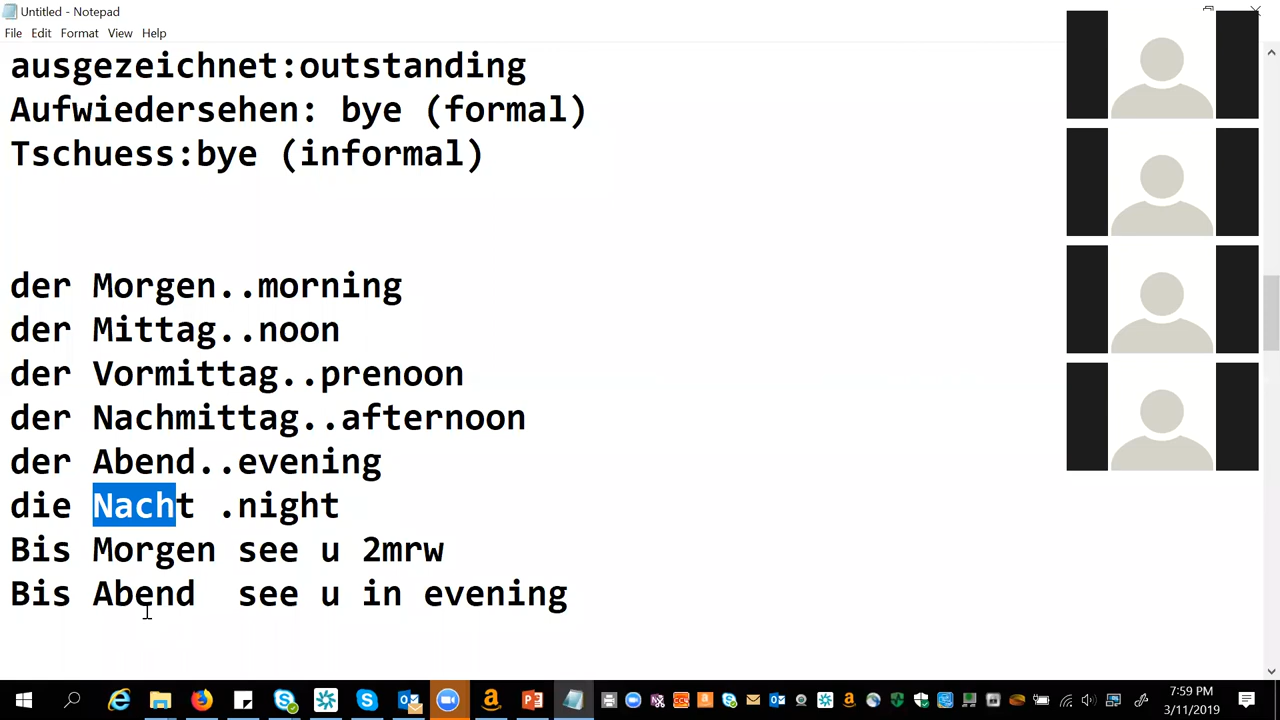 Untitled - Notepad
File Edit Format View Help
ausgezeichnet:outstanding
Aufwiedersehen: bye (formal)
Tschuess:bye (informal)
der Morgen..morning
der Mittag..noon
der Vormittag..prenoon
der Nachmittag..afternoon
der Abend..evening
die Nacht .night
Bis Morgen see u 2mrw
Bis Abend  see u in evening
7:59 PM
3/11/2019